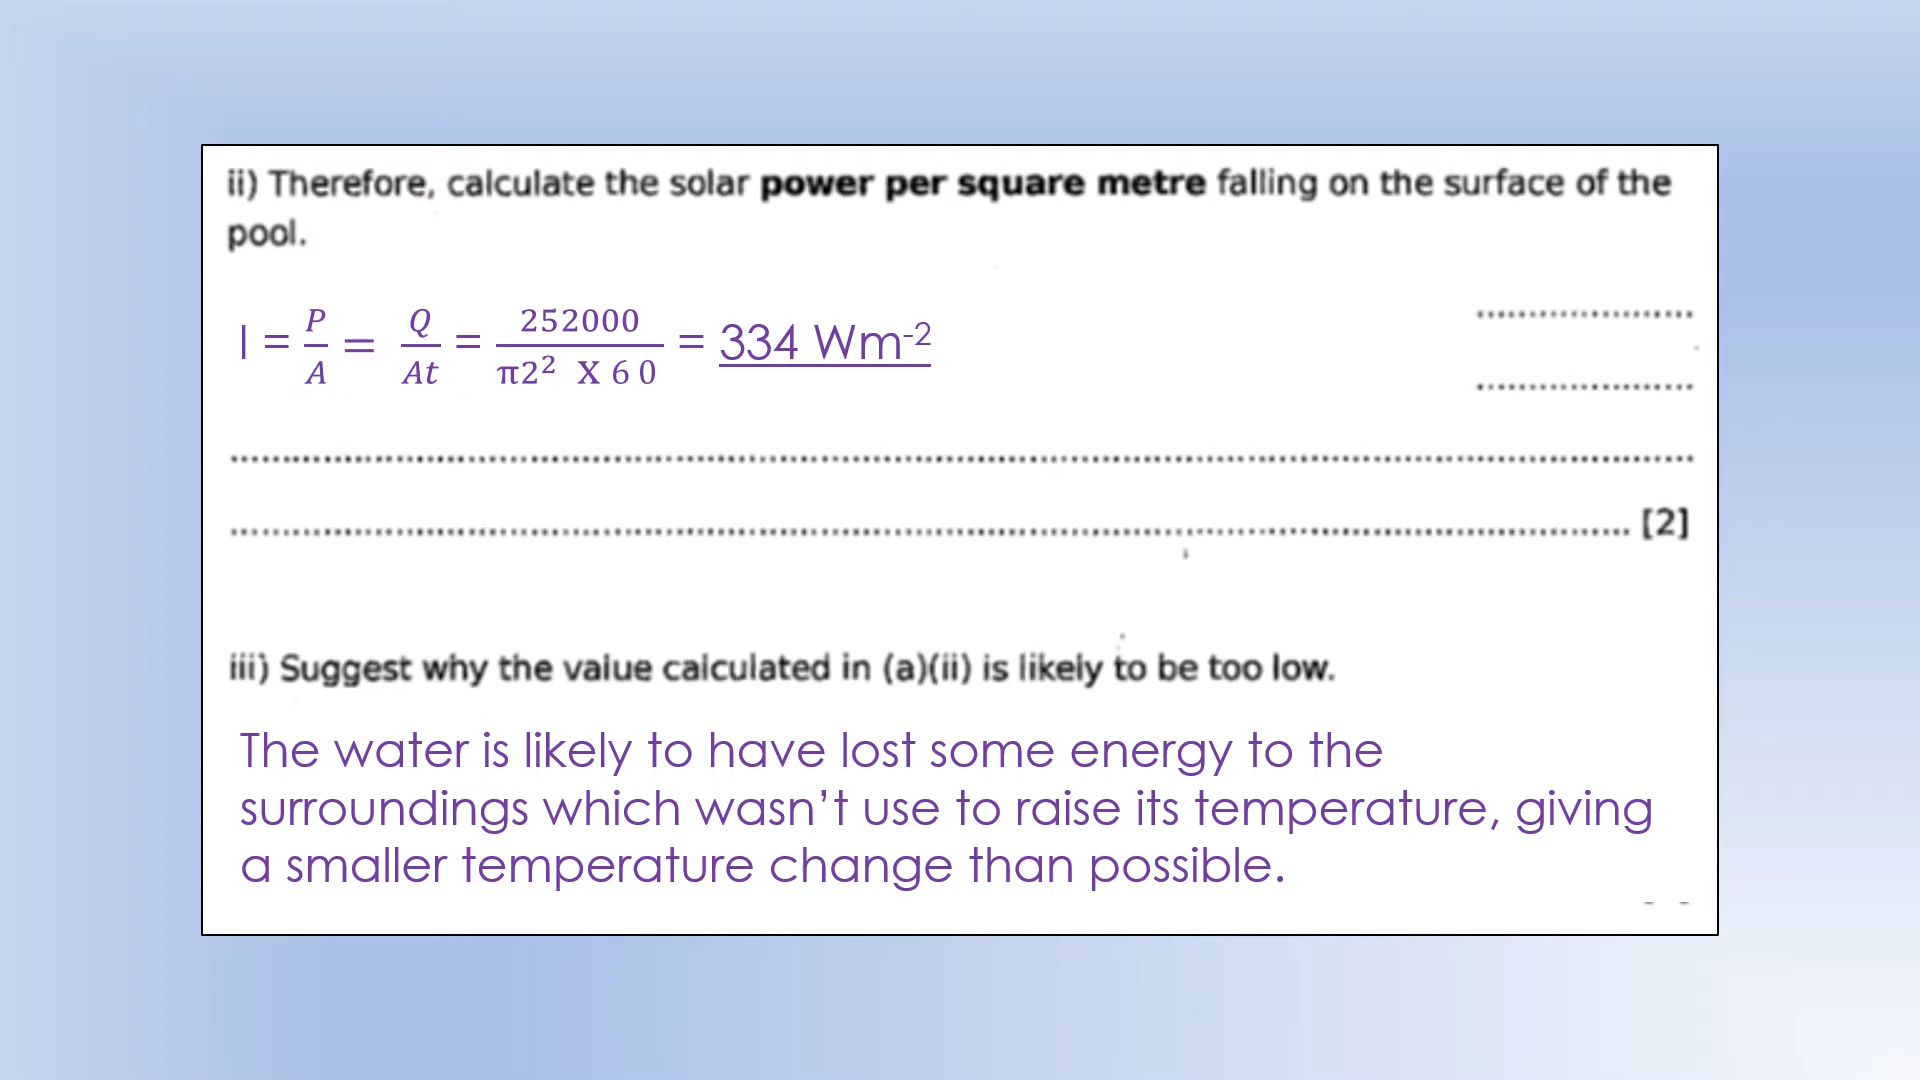 ii) Therefore, calculate the solar power per square metre falling on the surface of the
pool.
I = P/A = Q/At = 252000/π2² X 6 0 = 334 Wm⁻²
[2]
iii) Suggest why the value calculated in (a)(ii) is likely to be too low.
The water is likely to have lost some energy to the
surroundings which wasn’t use to raise its temperature, giving
a smaller temperature change than possible.